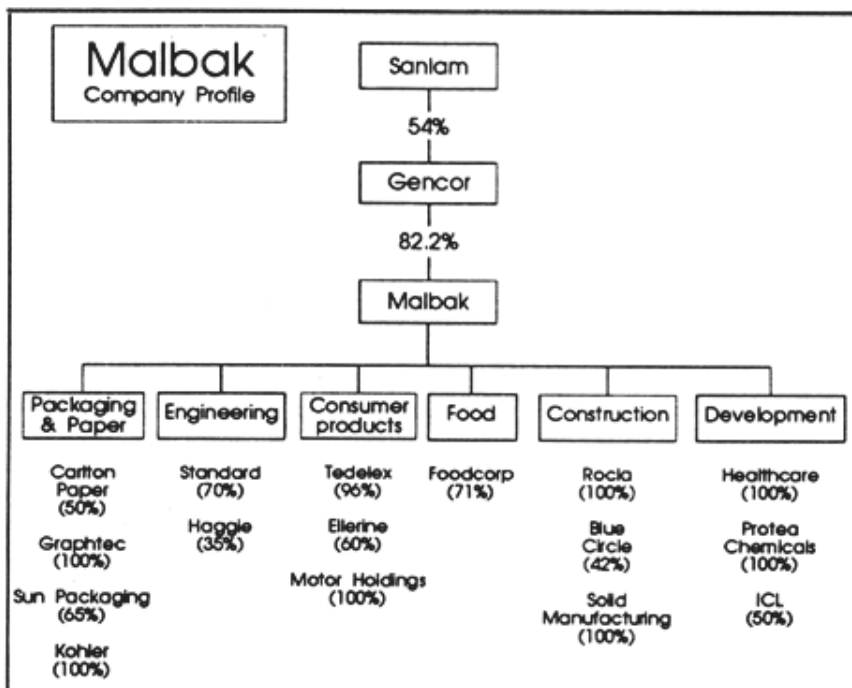 Malbak
Company Profile
Sanlam
54%
Gencor
82.2%
Malbak
Packaging
& Paper
Engineering
Consumer
products
Food
Construction
Development
Carlton
Paper
(50%)
Graphtec
(100%)
Sun Packaging
(65%)
Kohler
(100%)
Standard
(70%)
Haggie
(35%)
Tedelex
(96%)
Ellerine
(60%)
Motor Holdings
(100%)
Foodcorp
(71%)
Rocla
(100%)
Blue
Circle
(42%)
Solid
Manufacturing
(100%)
Healthcare
(100%)
Protea
Chemicals
(100%)
ICL
(50%)